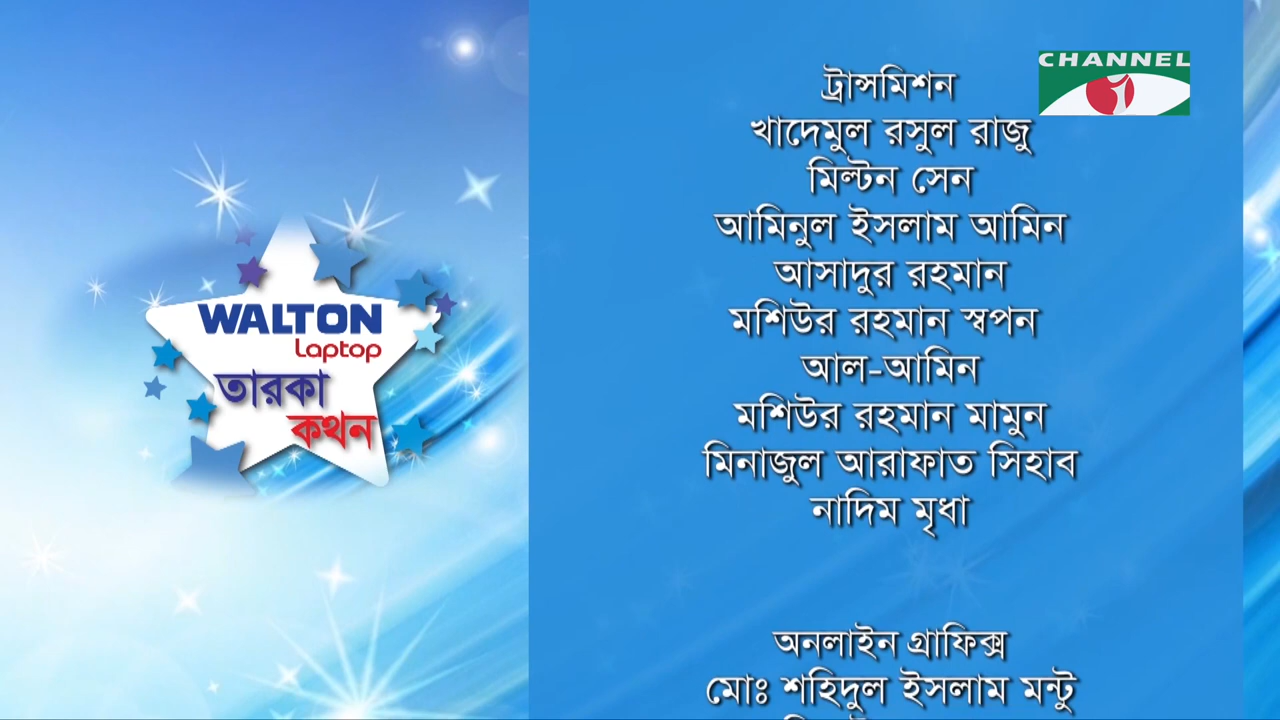 WALTON
Laptop
তারকা
কথন
CHANNEL
i
ট্রান্সমিশন
খাদেমুল রসুল রাজু
মিল্টন সেন
আমিনুল ইসলাম আমিন
আসাদুর রহমান
মশিউর রহমান স্বপন
আল-আমিন
মশিউর রহমান মামুন
মিনাজুল আরাফাত সিহাব
নাদিম মৃধা
অনলাইন গ্রাফিক্স
মোঃ শহিদুল ইসলাম মন্টু